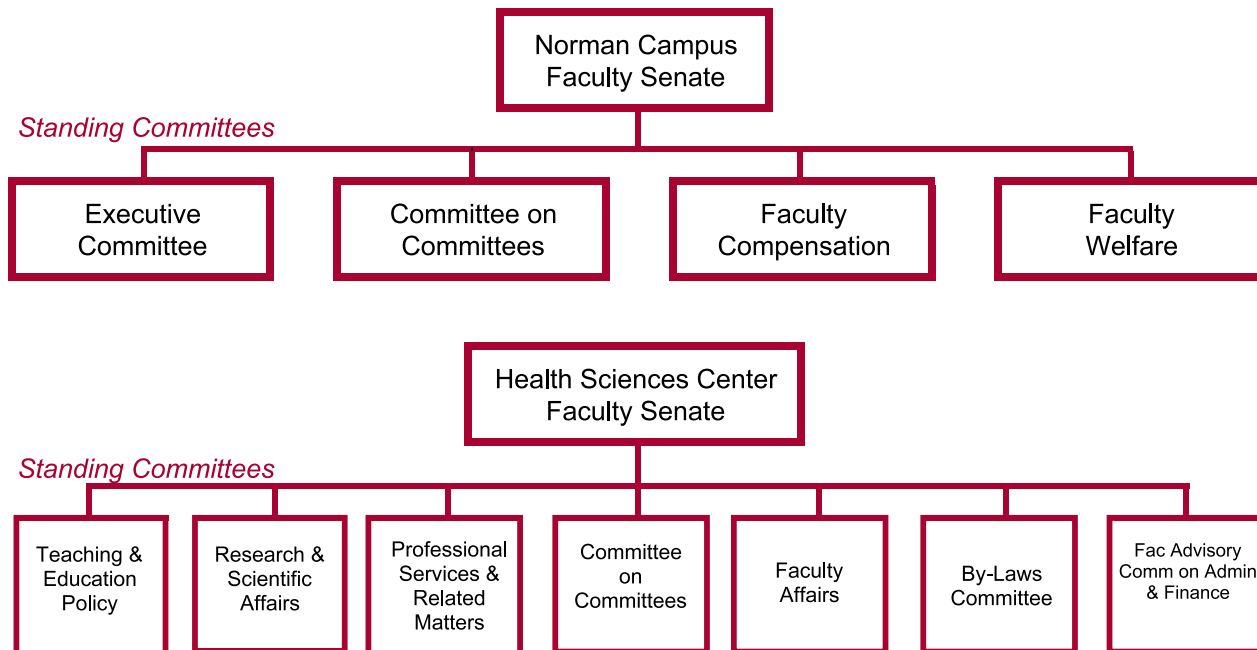 Norman Campus
Faculty Senate
Standing Committees
Executive
Committee
Committee on
Committees
Faculty
Compensation
Faculty
Welfare
Health Sciences Center
Faculty Senate
Standing Committees
Teaching &
Education
Policy
Research &
Scientific
Affairs
Professional
Services &
Related
Matters
Committee
on
Committees
Faculty
Affairs
By-Laws
Committee
Fac Advisory
Comm on Admin
& Finance